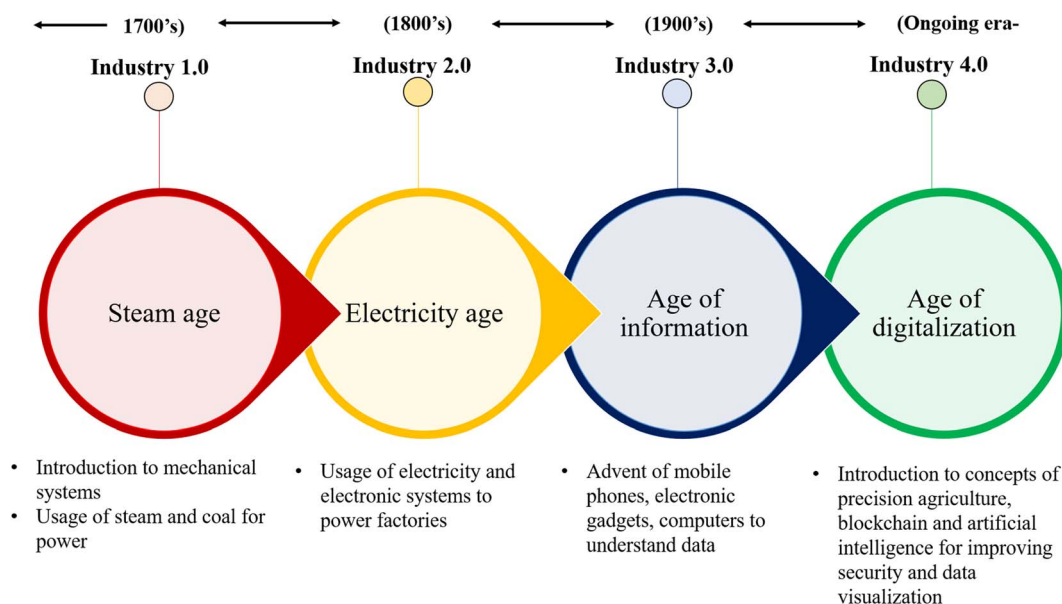 1700's)
(1800's)
(1900's)
(Ongoing era-
Industry 1.0
Industry 2.0
Industry 3.0
Industry 4.0
Steam age
Electricity age
Age of
information
Age of
digitalization
• Introduction to mechanical
systems
• Usage of steam and coal for
power
• Usage of electricity and
electronic systems to
power factories
• Advent of mobile
phones, electronic
gadgets, computers to
understand data
• Introduction to concepts of
precision agriculture,
blockchain and artificial
intelligence for improving
security and data
visualization